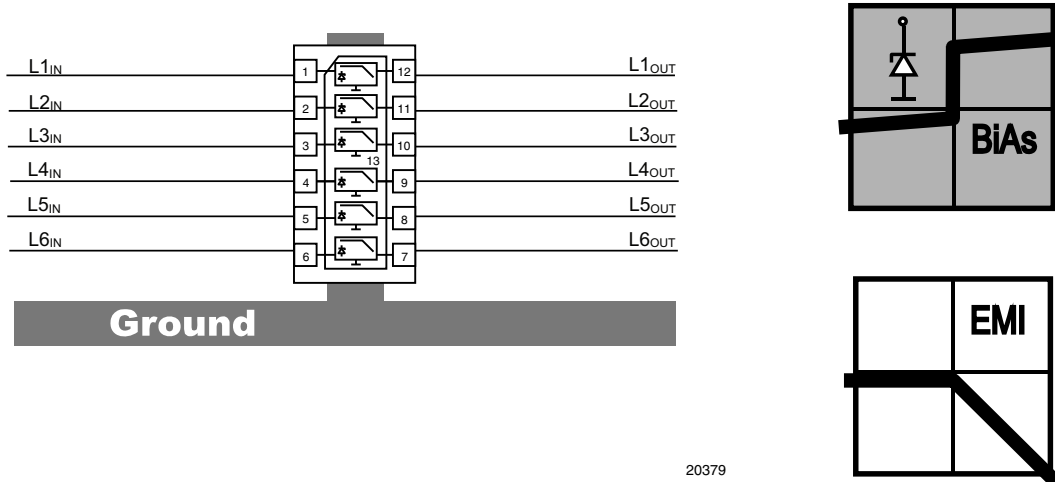 L1IN 1 12 L1OUT
L2IN 2 11 L2OUT
L3IN 3 10 L3OUT
13
L4IN 4 9 L4OUT
L5IN 5 8 L5OUT
L6IN 6 7 L6OUT
Ground
20379
BiAs
EMI